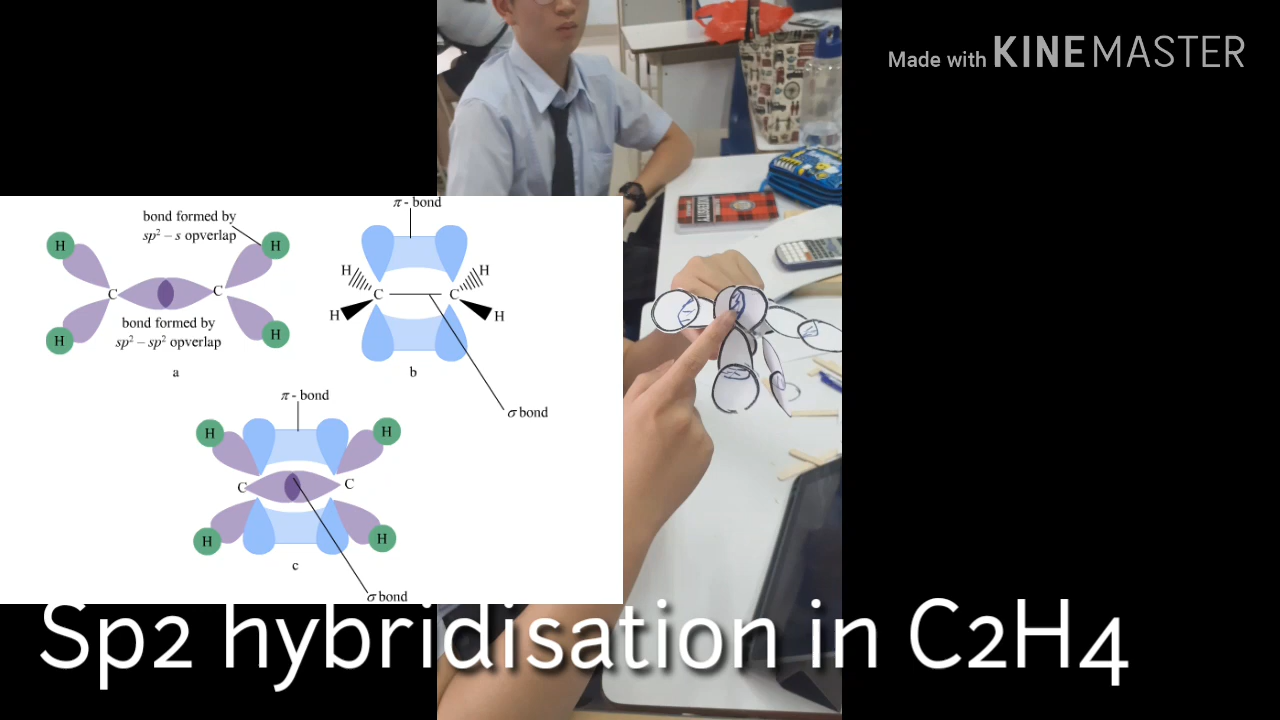 Made with KINEMASTER
bond formed by
sp² – s opverlap
H
H
C
C
bond formed by
sp² – sp² opverlap
H
H
a
π - bond
H
H
C
C
H
H
b
σ bond
π - bond
H
H
C
C
H
H
c
σ bond
Sp2 hybridisation in C2H4